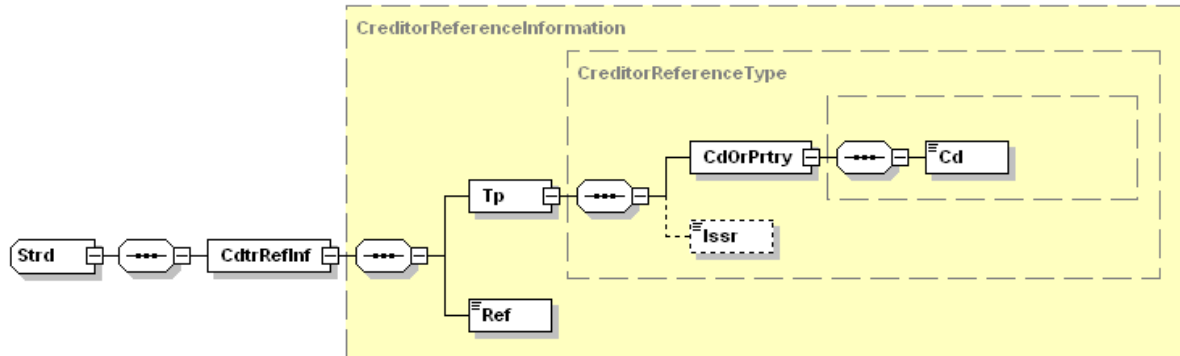 CreditorReferenceInformation
CreditorReferenceType
CdOrPrtry
Cd
Tp
Issr
Strd
CdtrRefInf
Ref